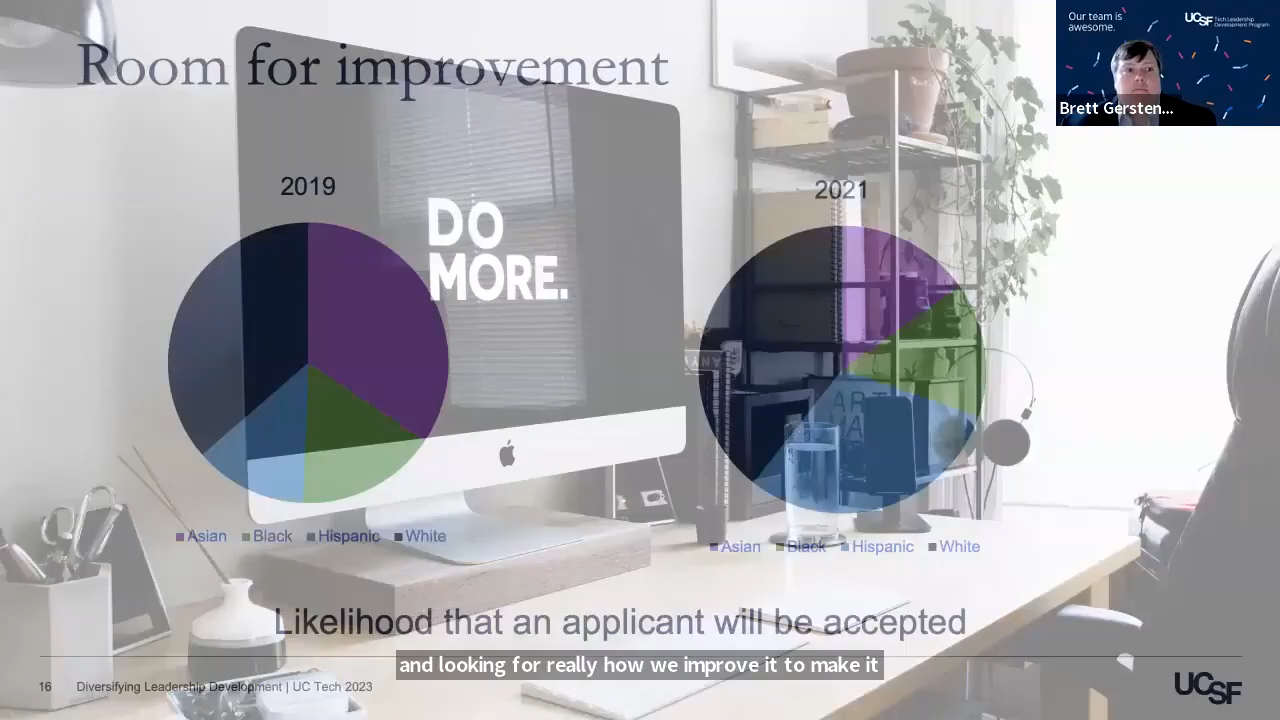 Room for improvement
Our team is
awesome.
UCSF Tech Leadership
Development Program
Brett Gersten...
2019
2021
DO
MORE.
ART
Asian Black Hispanic White
Asian Black Hispanic White
Likelihood that an applicant will be accepted
and looking for really how we improve it to make it
16 Diversifying Leadership Development | UC Tech 2023
UCSF